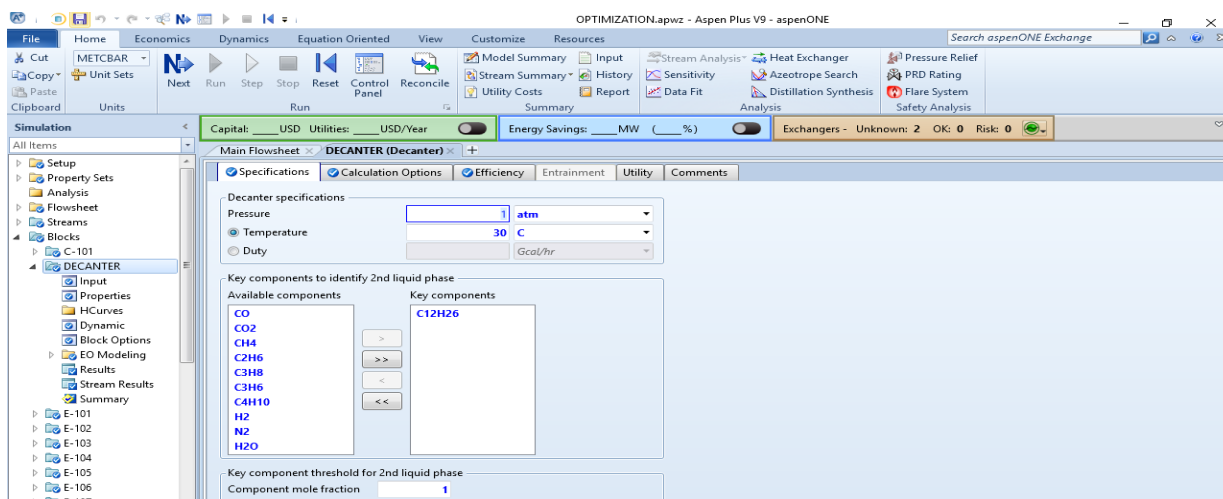 OPTIMIZATION.apwz - Aspen Plus V9 - aspenONE
File Home Economics Dynamics Equation Oriented View Customize Resources Search aspenONE Exchange
Cut METCBAR Model Summary Input Stream Analysis Heat Exchanger Pressure Relief
Copy Unit Sets Next Run Step Stop Reset Control Panel Reconcile Stream Summary History Sensitivity Azeotrope Search PRD Rating
Paste Utility Costs Report Data Fit Distillation Synthesis Flare System
Clipboard Units Run Summary Analysis Safety Analysis
Simulation < Capital: ____USD Utilities: ____USD/Year Energy Savings: ____MW (____%) Exchangers - Unknown: 2 OK: 0 Risk: 0
All Items Main Flowsheet DECANTER (Decanter) +
Setup
Property Sets
Analysis
Flowsheet
Streams
Blocks
C-101
DECANTER
Input
Properties
HCurves
Dynamic
Block Options
EO Modeling
Results
Stream Results
Summary
E-101
E-102
E-103
E-104
E-105
E-106
Specifications Calculation Options Efficiency Entrainment Utility Comments
Decanter specifications
Pressure 1 atm
Temperature 30 C
Duty Gcal/hr
Key components to identify 2nd liquid phase
Available components Key components
CO C12H26
CO2
CH4 >
C2H6 >>
C3H8
C3H6 <
C4H10 <<
H2
N2
H2O
Key component threshold for 2nd liquid phase
Component mole fraction 1